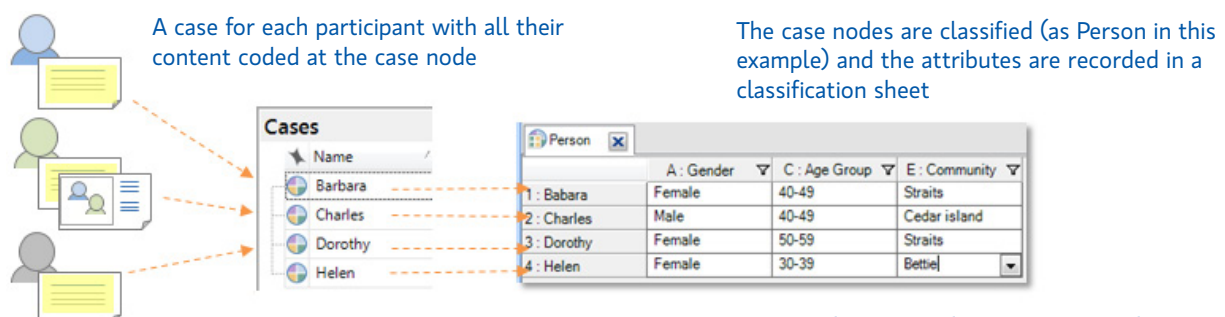 A case for each participant with all their
content coded at the case node
The case nodes are classified (as Person in this
example) and the attributes are recorded in a
classification sheet
Cases
Name
Barbara
Charles
Dorothy
Helen
Person
A : Gender C : Age Group E : Community
1 : Babara Female 40-49 Straits
2 : Charles Male 40-49 Cedar island
3 : Dorothy Female 50-59 Straits
4 : Helen Female 30-39 Bettie